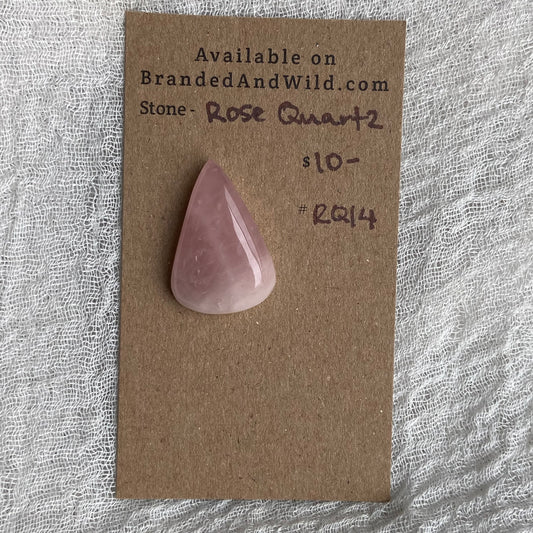 Available on
BrandedAndWild.com
Stone - Rose Quartz
$10-
# RQ14